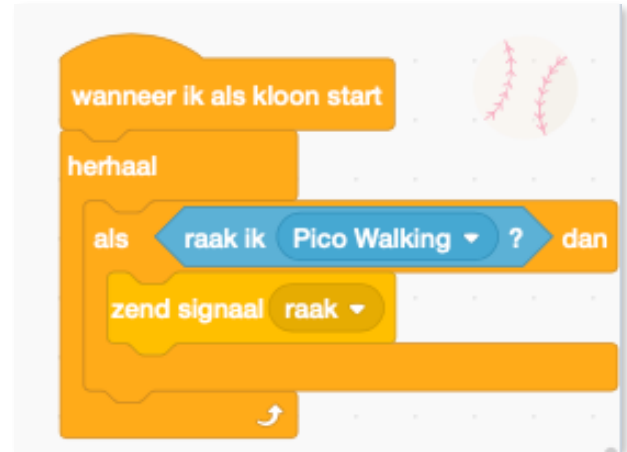 wanneer ik als kloon start
herhaal
als raak ik Pico Walking ? dan
zend signaal raak